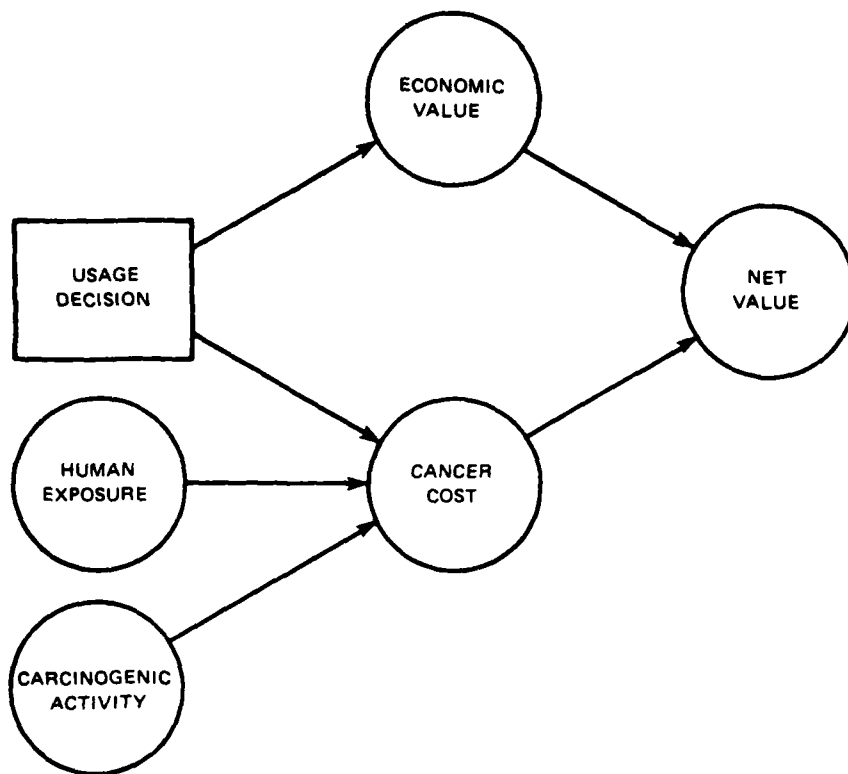 ECONOMIC
VALUE
USAGE
DECISION
NET
VALUE
HUMAN
EXPOSURE
CANCER
COST
CARCINOGENIC
ACTIVITY